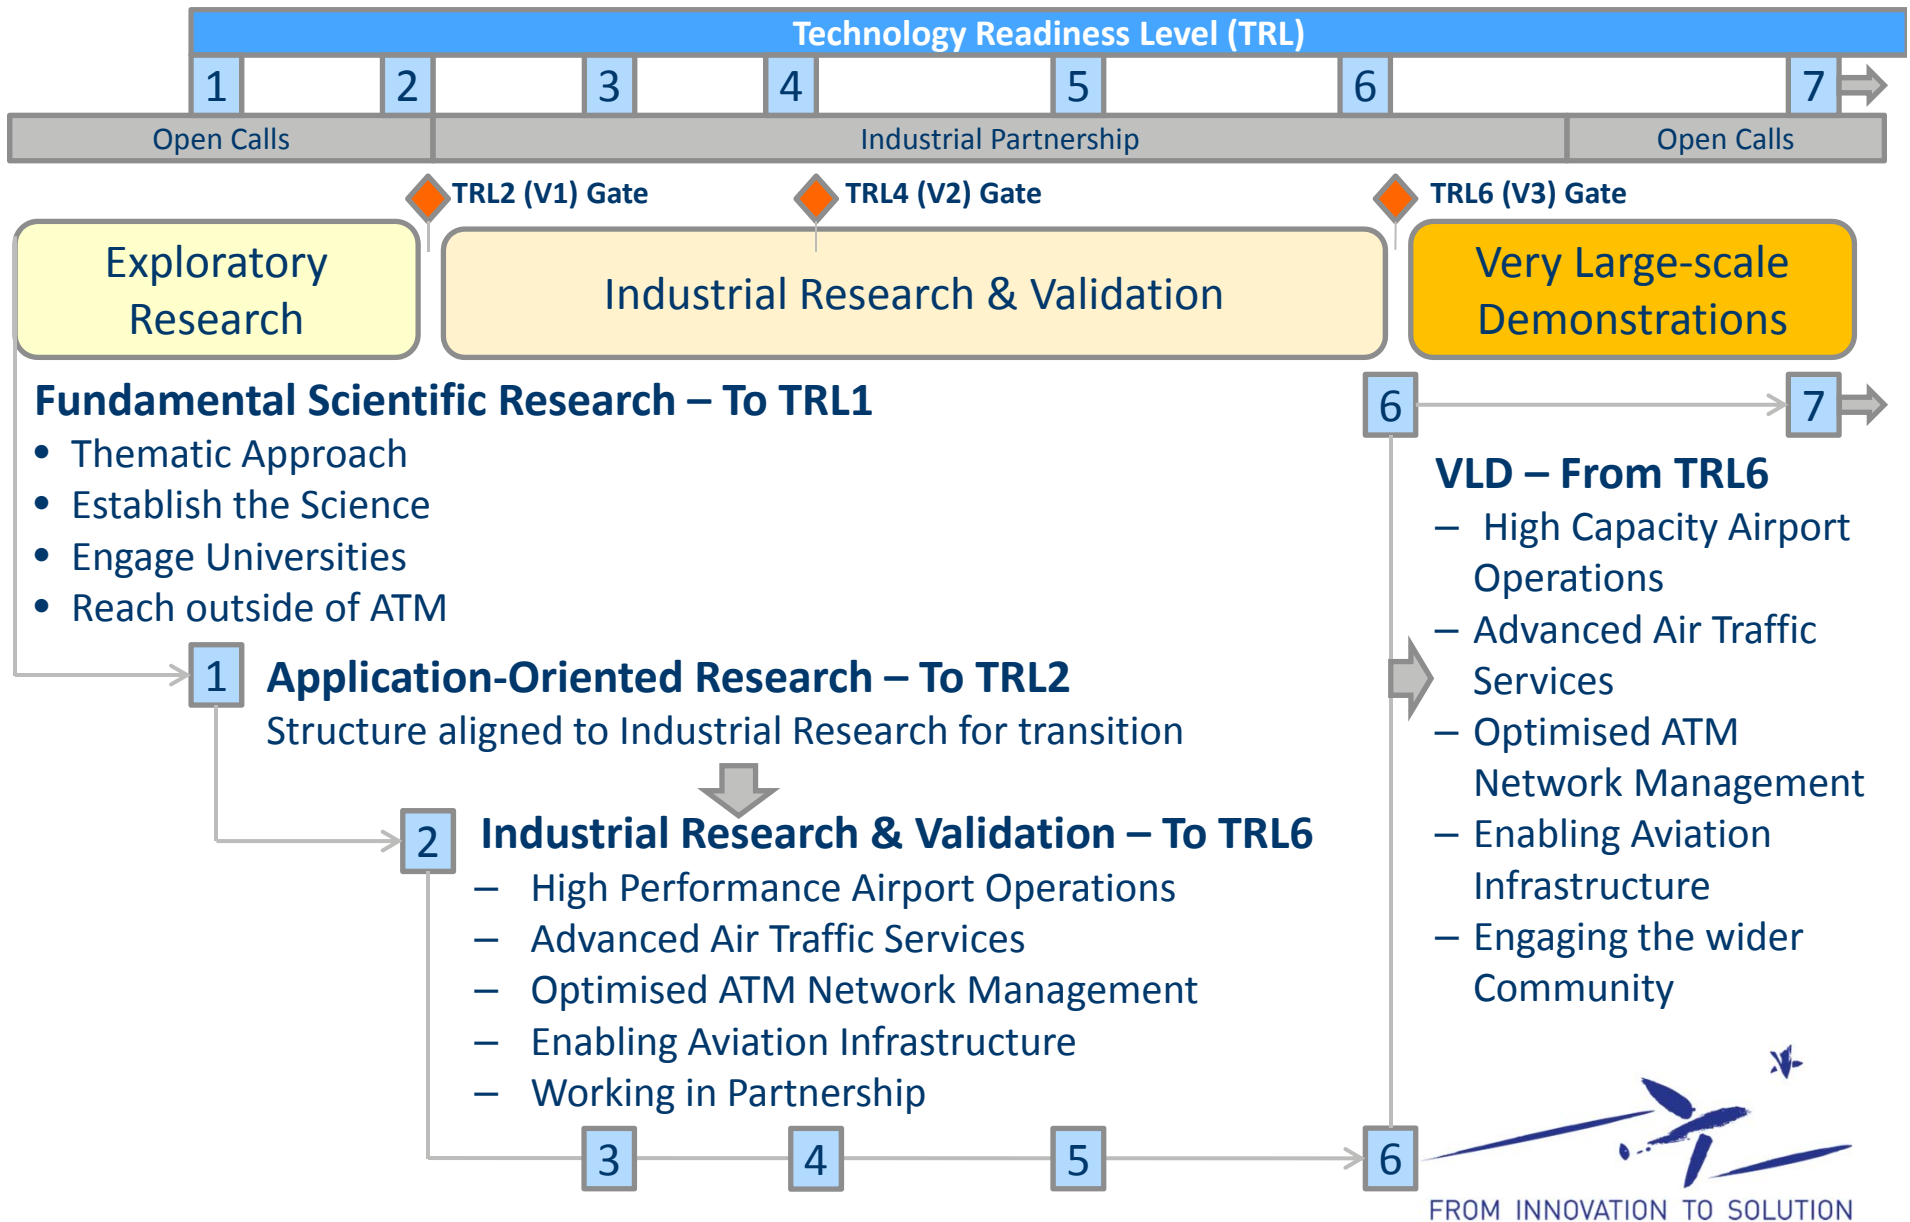 Technology Readiness Level (TRL)
1 2 3 4 5 6 7
Open Calls
Industrial Partnership
Open Calls
TRL2 (V1) Gate
TRL4 (V2) Gate
TRL6 (V3) Gate
Exploratory
Research
Industrial Research & Validation
Very Large-scale
Demonstrations
Fundamental Scientific Research – To TRL1
• Thematic Approach
• Establish the Science
• Engage Universities
• Reach outside of ATM
1
Application-Oriented Research – To TRL2
Structure aligned to Industrial Research for transition
2
Industrial Research & Validation – To TRL6
– High Performance Airport Operations
– Advanced Air Traffic Services
– Optimised ATM Network Management
– Enabling Aviation Infrastructure
– Working in Partnership
3 4 5 6
6 7
VLD – From TRL6
– High Capacity Airport
Operations
– Advanced Air Traffic
Services
– Optimised ATM
Network Management
– Enabling Aviation
Infrastructure
– Engaging the wider
Community
FROM INNOVATION TO SOLUTION